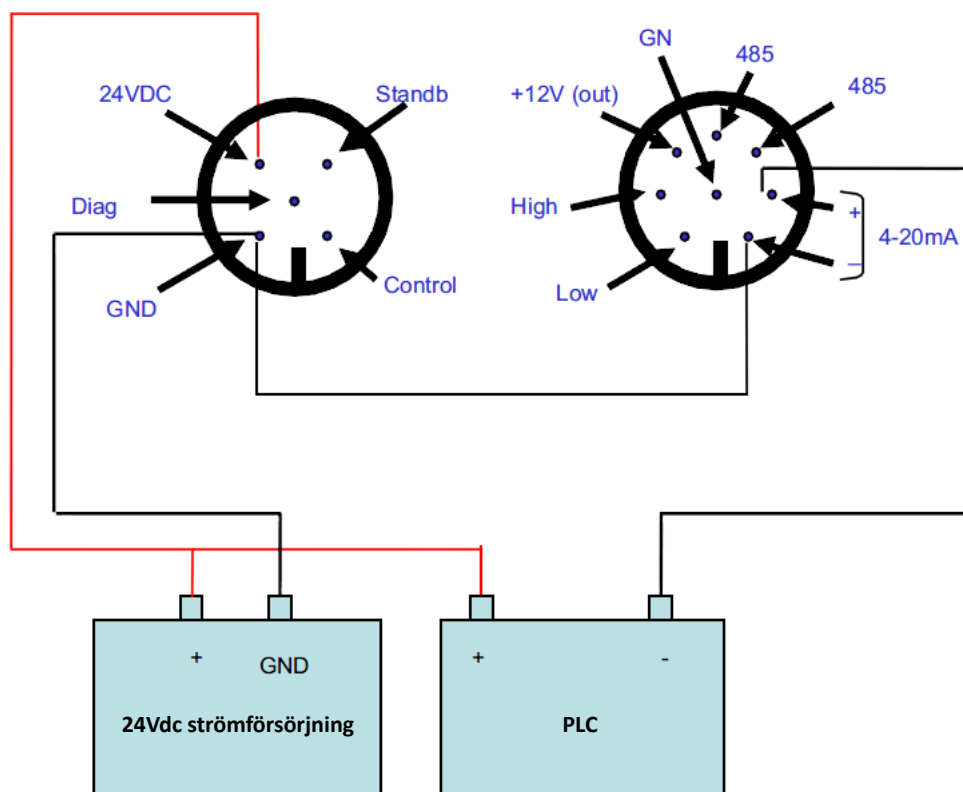 GN
485
24VDC
Standb
+12V (out)
485
Diag
High
+
4-20mA
–
GND
Control
Low
+
GND
+
-
24Vdc strömförsörjning
PLC